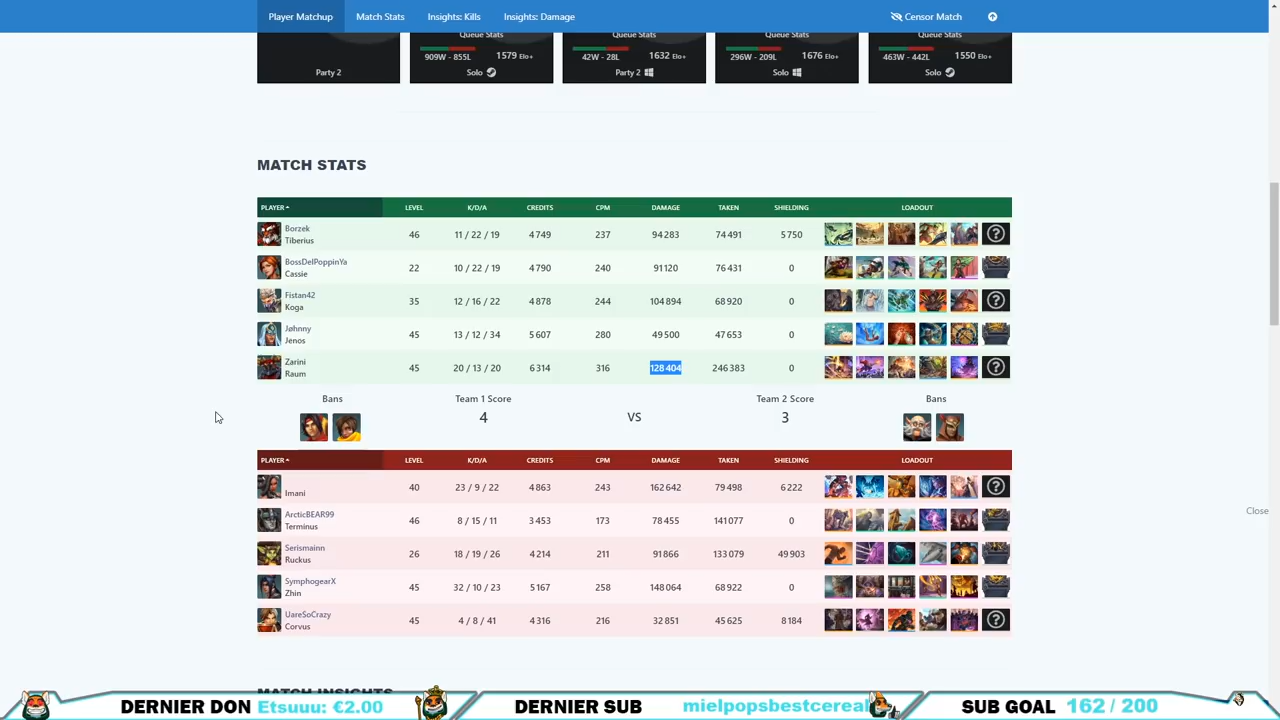 Player Matchup Match Stats Insights: Kills Insights: Damage Censor Match
Queue Stats Queue Stats Queue Stats Queue Stats
909W - 855L 1579 Elo+ 42W - 28L 1632 Elo+ 296W - 209L 1676 Elo+ 463W - 442L 1550 Elo+
Party 2 Solo Party 2 Solo Solo
MATCH STATS
PLAYER LEVEL K/D/A CREDITS CPM DAMAGE TAKEN SHIELDING LOADOUT
Borzek
Tiberius 46 11 / 22 / 19 4 749 237 94 283 74 491 5 750
BossDelPoppinYa
Cassie 22 10 / 22 / 19 4 790 240 91 120 76 431 0
Fistan42
Koga 35 12 / 16 / 22 4 878 244 104 894 68 920 0
Jøhnny
Jenos 45 13 / 12 / 34 5 607 280 49 500 47 653 0
Zarini
Raum 45 20 / 13 / 20 6 314 316 128 404 246 383 0
Bans Team 1 Score Team 2 Score Bans
4 VS 3
PLAYER LEVEL K/D/A CREDITS CPM DAMAGE TAKEN SHIELDING LOADOUT
Imani 40 23 / 9 / 22 4 863 243 162 642 79 498 6 222
ArcticBEAR99
Terminus 46 8 / 15 / 11 3 453 173 78 455 141 077 0
Close
Serismainn
Ruckus 26 18 / 19 / 26 4 214 211 91 866 133 079 49 903
SymphogearX
Zhin 45 32 / 10 / 23 5 167 258 148 064 68 922 0
UareSoCrazy
Corvus 45 4 / 8 / 41 4 316 216 32 851 45 625 8 184
MATCH INSIGHTS
DERNIER DON Etsuuu: €2.00 DERNIER SUB mielpopsbestcereal SUB GOAL 162 / 200